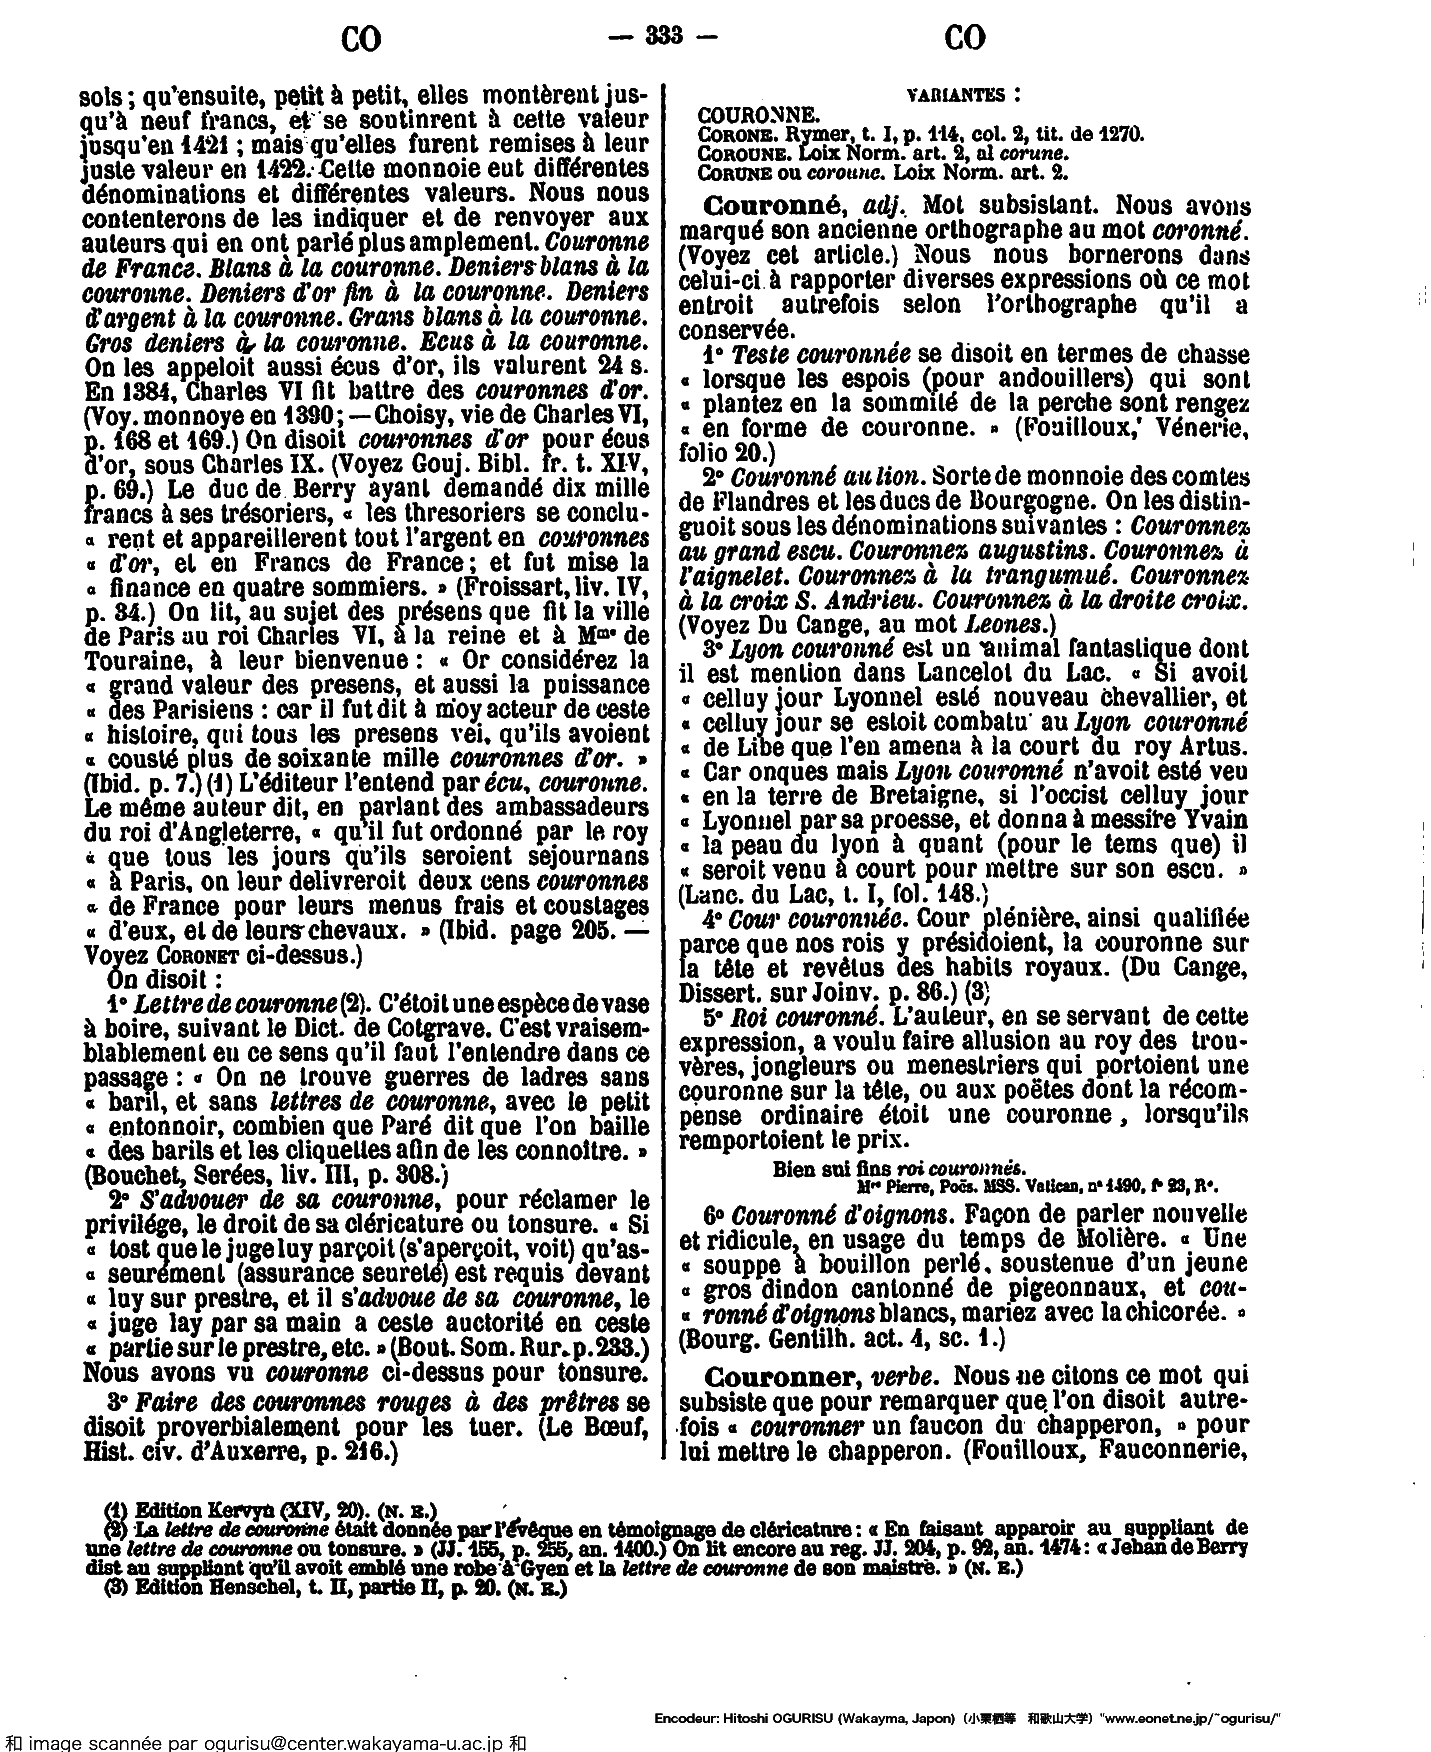 CO — 333 — CO
sols ; qu'ensuite, petit à petit, elles montèrent jus-
qu'à neuf francs, et se soutinrent à cette valeur
jusqu'en 1421 ; mais qu'elles furent remises à leur
juste valeur en 1422. Cette monnoie eut différentes
dénominations et différentes valeurs. Nous nous
contenterons de les indiquer et de renvoyer aux
auteurs qui en ont parlé plus amplement. Couronne
de France. Blans à la couronne. Deniers blans à la
couronne. Deniers d'or fin à la couronne. Deniers
d'argent à la couronne. Grans blans à la couronne.
Gros deniers à la couronne. Ecus à la couronne.
On les appeloit aussi écus d'or, ils valurent 24 s.
En 1384, Charles VI fit battre des couronnes d'or.
(Voy. monnoye en 1390 ; — Choisy, vie de Charles VI,
p. 168 et 169.) On disoit couronnes d'or pour écus
d'or, sous Charles IX. (Voyez Gouj. Bibl. fr. t. XIV,
p. 69.) Le duc de Berry ayant demandé dix mille
francs à ses trésoriers, « les thresoriers se conclu-
« rent et appareillerent tout l'argent en couronnes
« d'or, et en Francs de France ; et fut mise la
« finance en quatre sommiers. » (Froissart, liv. IV,
p. 34.) On lit, au sujet des présens que fit la ville
de Paris au roi Charles VI, à la reine et à Mme de
Touraine, à leur bienvenue : « Or considérez la
« grand valeur des presens, et aussi la puissance
« des Parisiens : car il fut dit à moy acteur de ceste
« histoire, qui tous les presens vei, qu'ils avoient
« cousté plus de soixante mille couronnes d'or. »
(Ibid. p. 7.) (1) L'éditeur l'entend par écu, couronne.
Le même auteur dit, en parlant des ambassadeurs
du roi d'Angleterre, « qu'il fut ordonné par le roy
« que tous les jours qu'ils seroient sejournans
« à Paris, on leur delivreroit deux cens couronnes
« de France pour leurs menus frais et coustages
« d'eux, et de leurs chevaux. » (Ibid. page 205. —
Voyez CORONET ci-dessus.)
On disoit :
1° Lettre de couronne (2). C'étoit une espèce de vase
à boire, suivant le Dict. de Cotgrave. C'est vraisem-
blablement en ce sens qu'il faut l'entendre dans ce
passage : « On ne trouve guerres de ladres sans
« baril, et sans lettres de couronne, avec le petit
« entonnoir, combien que Paré dit que l'on baille
« des barils et les cliquettes afin de les connoître. »
(Bouchet, Serées, liv. III, p. 308.)
2° S'advouer de sa couronne, pour réclamer le
privilége, le droit de sa cléricature ou tonsure. « Si
« tost que le juge luy parçoit (s'aperçoit, voit) qu'as-
« seurement (assurance seureté) est requis devant
« luy sur prestre, et il s'advoue de sa couronne, le
« juge lay par sa main a ceste auctorité en ceste
« partie sur le prestre, etc. » (Bout. Som. Rur. p. 233.)
Nous avons vu couronne ci-dessus pour tonsure.
3° Faire des couronnes rouges à des prêtres se
disoit proverbialement pour les tuer. (Le Bœuf,
Hist. civ. d'Auxerre, p. 216.)
VARIANTES :
COURONNE.
CORONE. Rymer, t. I, p. 114, col. 2, tit. de 1270.
COROUNE. Loix Norm. art. 2, al corune.
CORUNE ou coroune. Loix Norm. art. 2.
Couronné, adj. Mot subsistant. Nous avons
marqué son ancienne orthographe au mot coronné.
(Voyez cet article.) Nous nous bornerons dans
celui-ci à rapporter diverses expressions où ce mot
entroit autrefois selon l'orthographe qu'il a
conservée.
1° Teste couronnée se disoit en termes de chasse
« lorsque les espois (pour andouillers) qui sont
« plantez en la sommité de la perche sont rengez
« en forme de couronne. » (Fouilloux, Vénerie,
folio 20.)
2° Couronné au lion. Sorte de monnoie des comtes
de Flandres et les ducs de Bourgogne. On les distin-
guoit sous les dénominations suivantes : Couronnez
au grand escu. Couronnez augustins. Couronnez à
l'aignelet. Couronnez à la trangumué. Couronnez
à la croix S. Andrieu. Couronnez à la droite croix.
(Voyez Du Cange, au mot Leones.)
3° Lyon couronné est un animal fantastique dont
il est mention dans Lancelot du Lac. « Si avoit
« celluy jour Lyonnel esté nouveau chevallier, et
« celluy jour se estoit combatu au Lyon couronné
« de Libe que l'en amena à la court du roy Artus.
« Car onques mais Lyon couronné n'avoit esté veu
« en la terre de Bretaigne, si l'occist celluy jour
« Lyonnel par sa proesse, et donna à messire Yvain
« la peau du lyon à quant (pour le tems que) il
« seroit venu à court pour mettre sur son escu. »
(Lanc. du Lac, t. I, fol. 148.)
4° Cour couronnée. Cour plénière, ainsi qualifiée
parce que nos rois y présidoient, la couronne sur
la tête et revêtus des habits royaux. (Du Cange,
Dissert. sur Joinv. p. 86.) (3)
5° Roi couronné. L'auteur, en se servant de cette
expression, a voulu faire allusion au roy des trou-
vères, jongleurs ou menestriers qui portoient une
couronne sur la tête, ou aux poëtes dont la récom-
pense ordinaire étoit une couronne, lorsqu'ils
remportoient le prix.
Bien sui fins roi couronnés.
Mre Pierre, Poës. MSS. Vatican, n° 1490, f° 23, R°.
6° Couronné d'oignons. Façon de parler nouvelle
et ridicule, en usage du temps de Molière. « Une
« souppe à bouillon perlé, soustenue d'un jeune
« gros dindon cantonné de pigeonnaux, et cou-
« ronné d'oignons blancs, mariez avec la chicorée. »
(Bourg. Gentilh. act. 4, sc. 1.)
Couronner, verbe. Nous ne citons ce mot qui
subsiste que pour remarquer que l'on disoit autre-
fois « couronner un faucon du chapperon, » pour
lui mettre le chapperon. (Fouilloux, Fauconnerie,
(1) Edition Kervyn (XIV, 20). (N. E.)
(2) La lettre de couronne était donnée par l'évêque en témoignage de cléricature : « En faisant apparoir au suppliant de
une lettre de couronne ou tonsure. » (JJ. 155, p. 255, an. 1400.) On lit encore au reg. JJ. 204, p. 92, an. 1474 : « Jehan de Berry
dist au suppliant qu'il avoit emblé une robe à Gyen et la lettre de couronne de son maistre. » (N. E.)
(3) Edition Henschel, t. II, partie II, p. 20. (N. E.)
Encodeur: Hitoshi OGURISU (Wakayma, Japon) (小栗栖等 和歌山大学) "www.eonet.ne.jp/~ogurisu/"
和 image scannée par ogurisu@center.wakayama-u.ac.jp 和